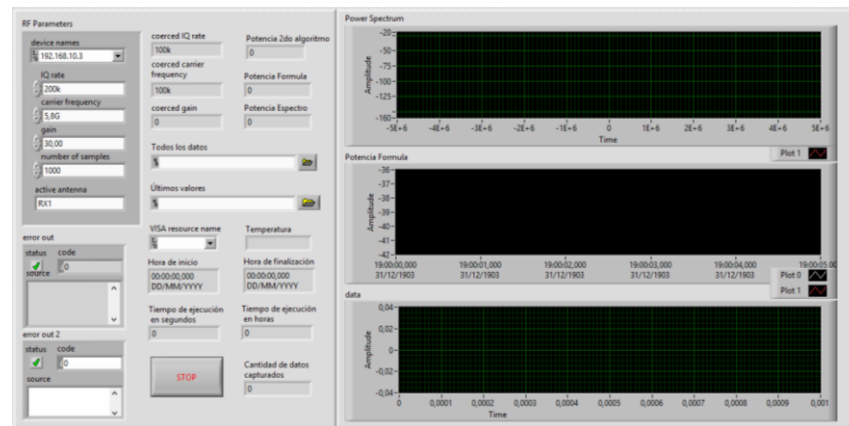 RF Parameters
device names
192.168.10.3
IQ rate
200k
carrier frequency
5,8G
gain
30,00
number of samples
1000
active antenna
RX1
error out
status code
0
source
error out 2
status code
0
source
coerced IQ rate
100k
coerced carrier
frequency
100k
coerced gain
0
Potencia 2do algoritmo
0
Potencia Formula
0
Potencia Espectro
0
Todos los datos
Últimos valores
VISA resource name
Temperatura
Hora de inicio
00:00:00,000
DD/MM/YYYY
Hora de finalización
00:00:00,000
DD/MM/YYYY
Tiempo de ejecución
en segundos
0
Tiempo de ejecución
en horas
0
STOP
Cantidad de datos
capturados
0
Power Spectrum
Amplitude
-20
-50
-75
-100
-125
-160
-5E+6 -4E+6 -3E+6 -2E+6 -1E+6 0 1E+6 2E+6 3E+6 4E+6 5E+6
Time
Plot 1
Potencia Formula
Amplitude
-36
-37
-38
-39
-40
-41
-42
19:00:00,000 19:00:01,000 19:00:02,000 19:00:03,000 19:00:04,000 19:00:05.00
31/12/1903 31/12/1903 31/12/1903 31/12/1903 31/12/1903
Plot 0
Plot 1
data
Amplitude
0,04
0,02
0
-0,02
-0,04
0 0,0001 0,0002 0,0003 0,0004 0,0005 0,0006 0,0007 0,0008 0,0009 0,001
Time